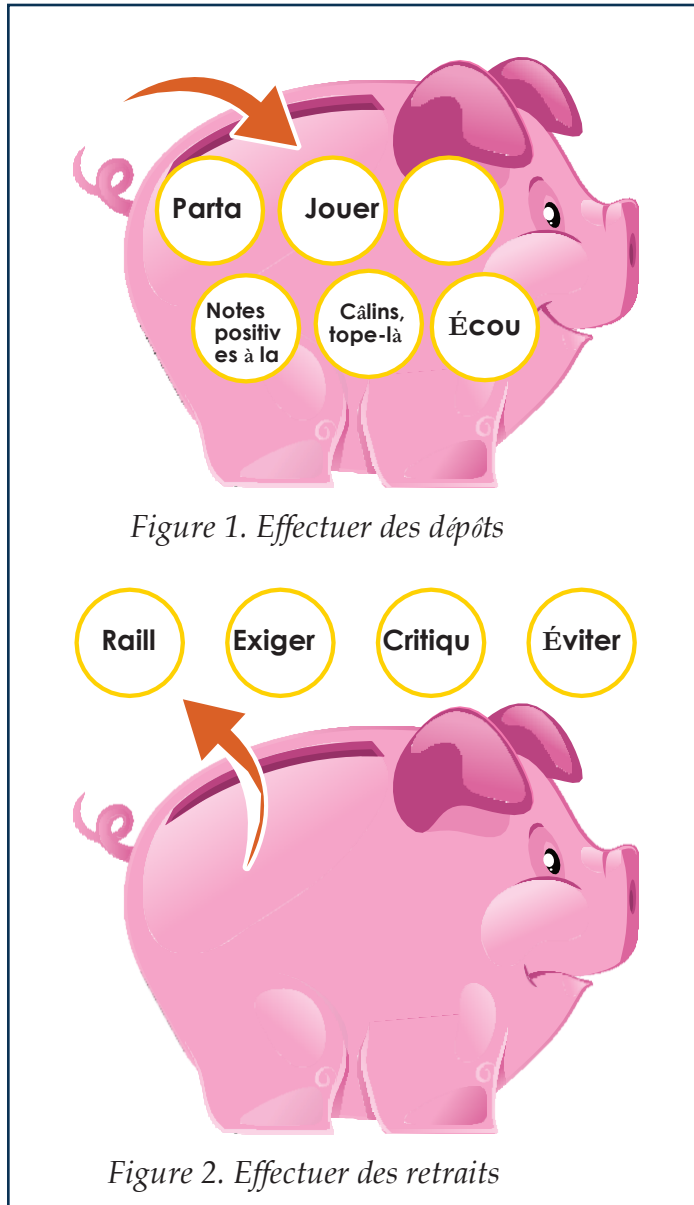 Parta
Jouer
Notes
positiv
es à la
Câlins,
tope-là
Écou
Figure 1. Effectuer des dépôts
Raill
Exiger
Critiqu
Éviter
Figure 2. Effectuer des retraits